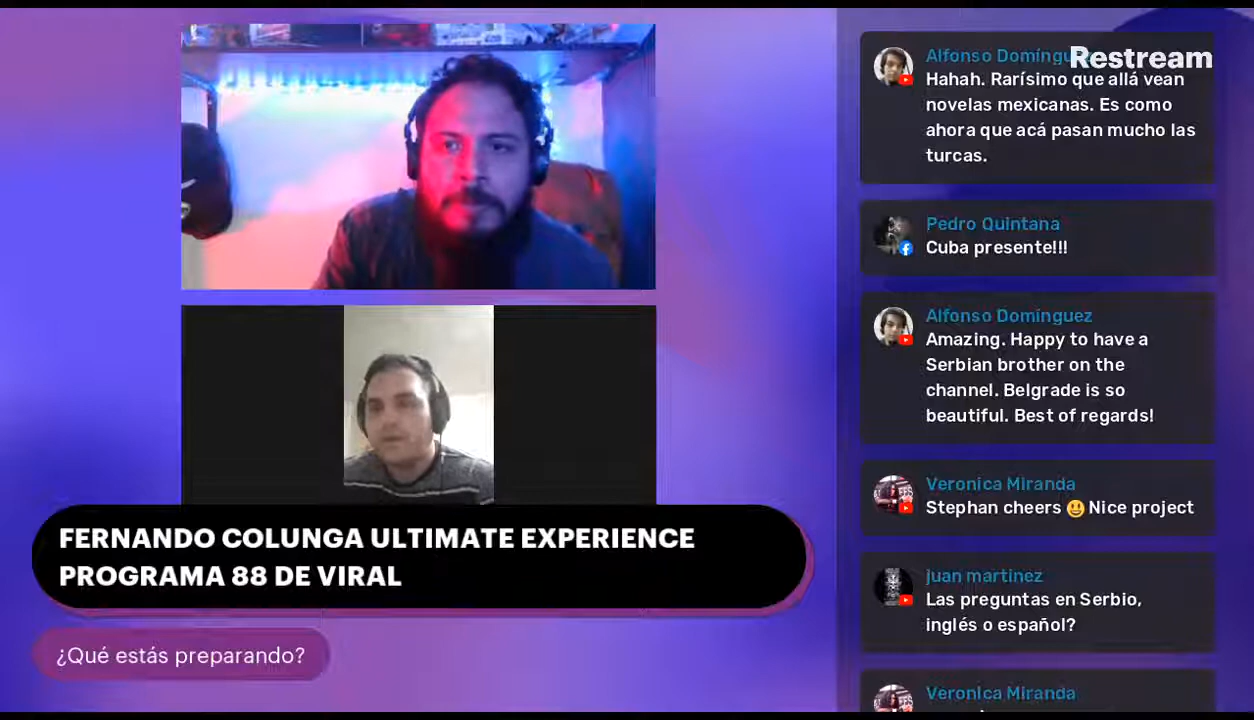 FERNANDO COLUNGA ULTIMATE EXPERIENCE
PROGRAMA 88 DE VIRAL
¿Qué estás preparando?
Restream
Alfonso Domíngu
Hahah. Rarísimo que allá vean
novelas mexicanas. Es como
ahora que acá pasan mucho las
turcas.
Pedro Quintana
Cuba presente!!!
Alfonso Domínguez
Amazing. Happy to have a
Serbian brother on the
channel. Belgrade is so
beautiful. Best of regards!
Veronica Miranda
Stephan cheers 😃 Nice project
juan martinez
Las preguntas en Serbio,
inglés o español?
Veronica Miranda